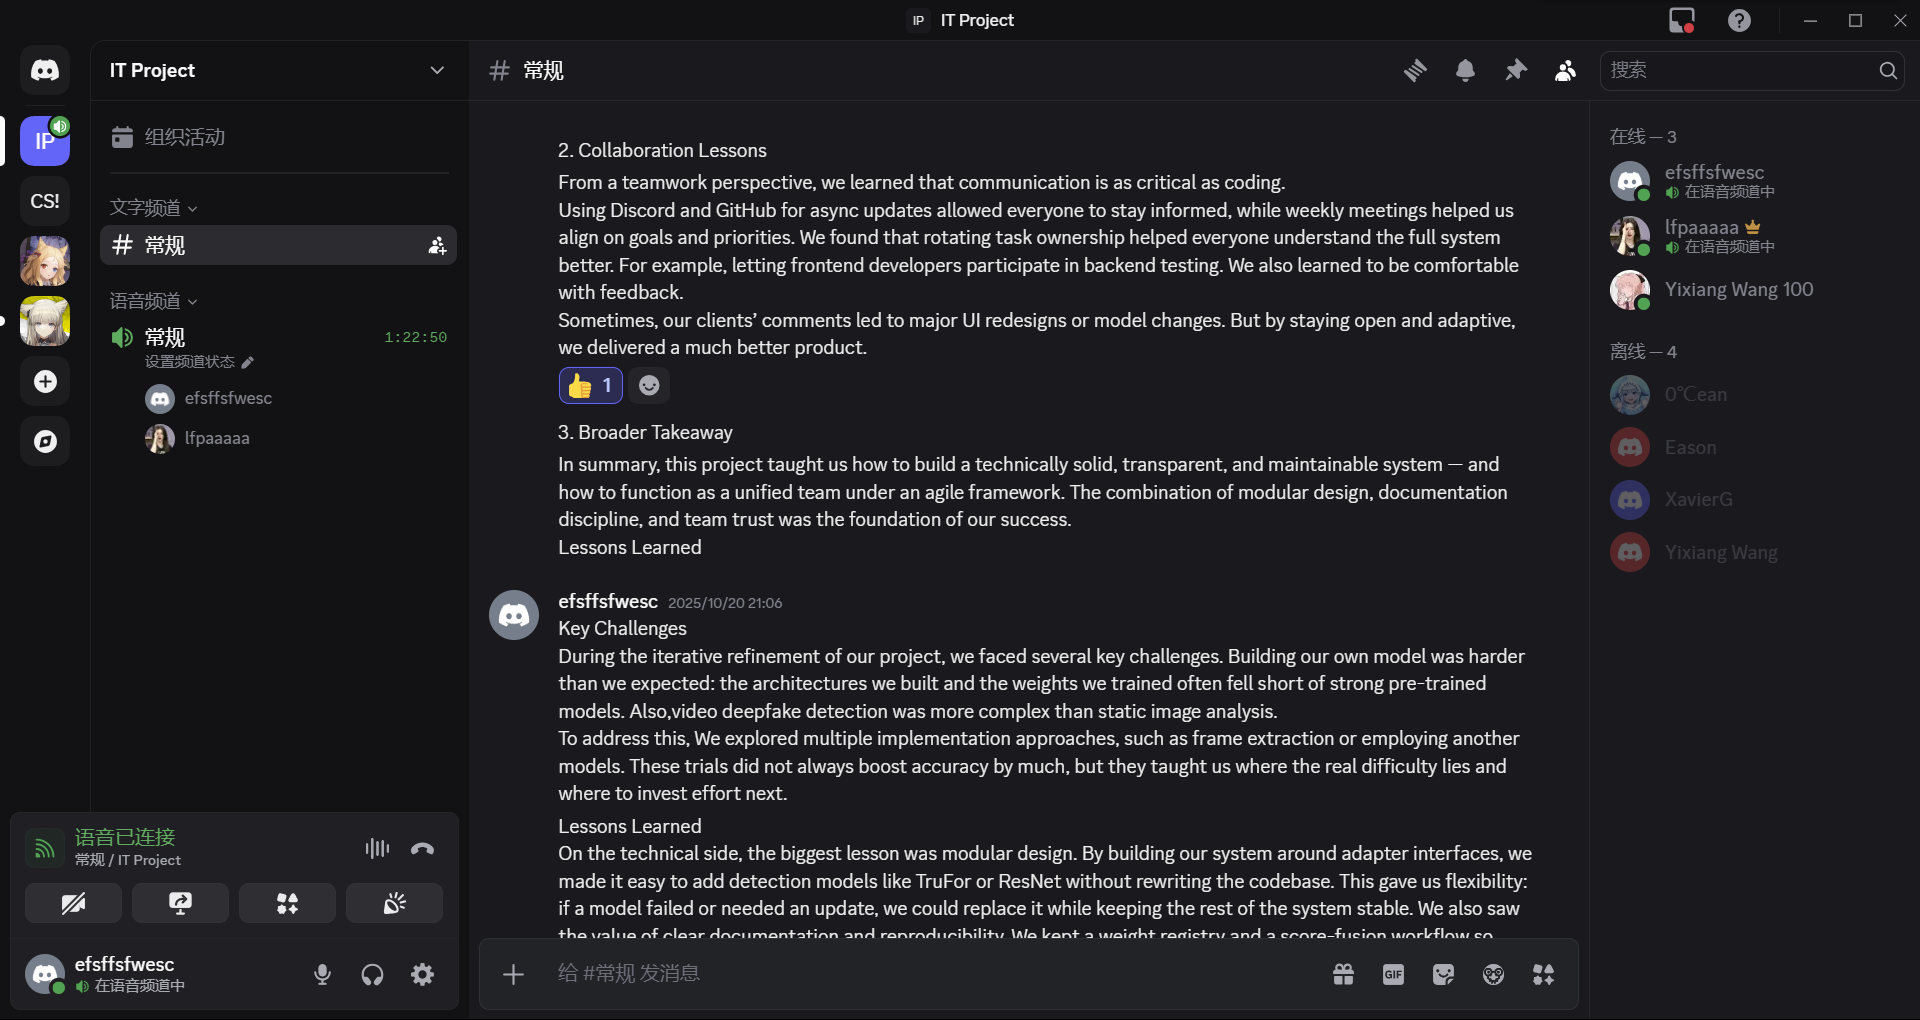 IP IT Project
IT Project
IP
CS!
组织活动
文字频道
常规
语音频道
常规 1:22:50
设置频道状态
efsffsfwesc
lfpaaaaa
语音已连接
常规 / IT Project
efsffsfwesc
在语音频道中
常规
搜索
2. Collaboration Lessons
From a teamwork perspective, we learned that communication is as critical as coding.
Using Discord and GitHub for async updates allowed everyone to stay informed, while weekly meetings helped us
align on goals and priorities. We found that rotating task ownership helped everyone understand the full system
better. For example, letting frontend developers participate in backend testing. We also learned to be comfortable
with feedback.
Sometimes, our clients’ comments led to major UI redesigns or model changes. But by staying open and adaptive,
we delivered a much better product.
1
3. Broader Takeaway
In summary, this project taught us how to build a technically solid, transparent, and maintainable system — and
how to function as a unified team under an agile framework. The combination of modular design, documentation
discipline, and team trust was the foundation of our success.
Lessons Learned
efsffsfwesc 2025/10/20 21:06
Key Challenges
During the iterative refinement of our project, we faced several key challenges. Building our own model was harder
than we expected: the architectures we built and the weights we trained often fell short of strong pre-trained
models. Also,video deepfake detection was more complex than static image analysis.
To address this, We explored multiple implementation approaches, such as frame extraction or employing another
models. These trials did not always boost accuracy by much, but they taught us where the real difficulty lies and
where to invest effort next.
Lessons Learned
On the technical side, the biggest lesson was modular design. By building our system around adapter interfaces, we
made it easy to add detection models like TruFor or ResNet without rewriting the codebase. This gave us flexibility:
if a model failed or needed an update, we could replace it while keeping the rest of the system stable. We also saw
the value of clear documentation and reproducibility. We kept a weight registry and a score-fusion workflow so
给 #常规 发消息
GIF
在线 — 3
efsffsfwesc
在语音频道中
lfpaaaaa
在语音频道中
Yixiang Wang 100
离线 — 4
0℃ean
Eason
XavierG
Yixiang Wang